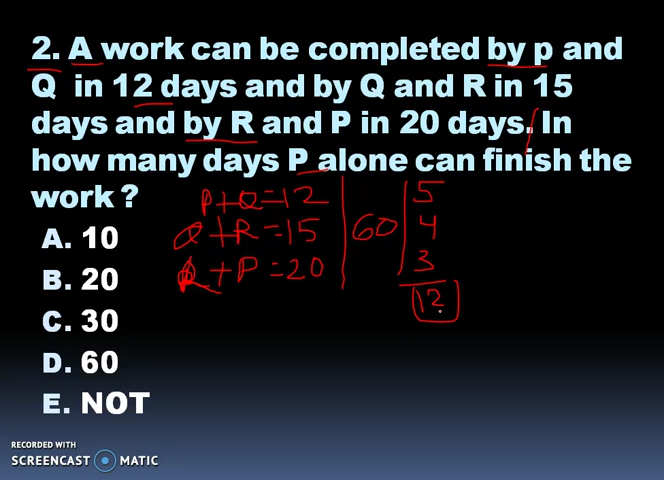 2. A work can be completed by p and
Q in 12 days and by Q and R in 15
days and by R and P in 20 days. In
how many days P alone can finish the
work ?
P+Q=12
Q+R=15
R+P=20
60
5
4
3
12
A. 10
B. 20
C. 30
D. 60
E. NOT
RECORDED WITH
SCREENCAST MATIC